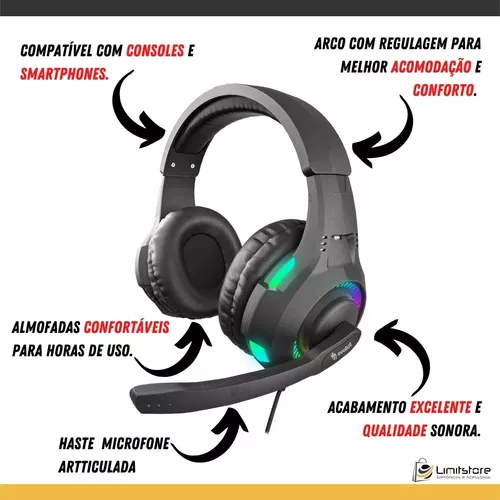 COMPATÍVEL COM CONSOLES E
SMARTPHONES.
ARCO COM REGULAGEM PARA
MELHOR ACOMODAÇÃO E
CONFORTO.
ALMOFADAS CONFORTÁVEIS
PARA HORAS DE USO.
HASTE MICROFONE
ARTTICULADA
ACABAMENTO EXCELENTE E
QUALIDADE SONORA.
Limitstore